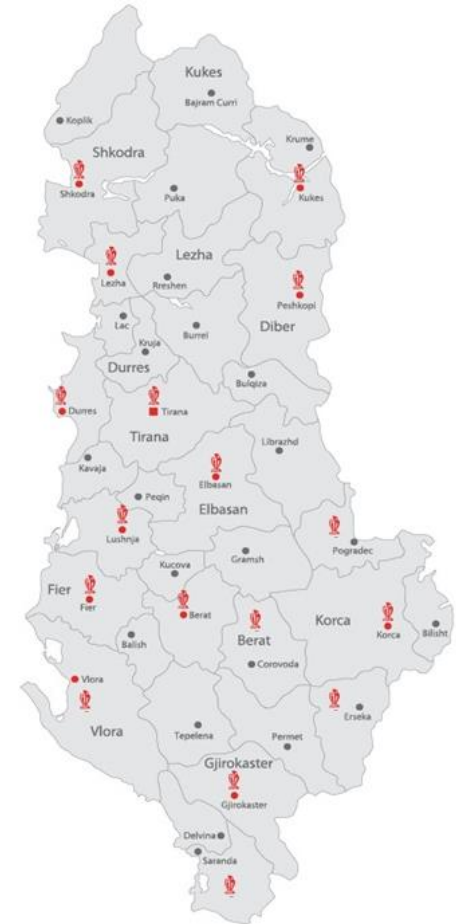 Kukes
Bajram Curri
Koplik
Krume
Shkodra
Shkodra
Puka
Kukes
Lezha
Lezha
Rreshen
Peshkopi
Lac
Burrel
Diber
Kruja
Durres
Bulqiza
Durres
Tirana
Tirana
Librazhd
Kavaja
Elbasan
Peqin
Elbasan
Lushnja
Pogradec
Gramsh
Kucova
Fier
Fier
Berat
Korca
Korca
Bilisht
Berat
Balish
Corovoda
Vlora
Erseka
Vlora
Tepelena
Permet
Gjirokaster
Gjirokaster
Delvina
Saranda